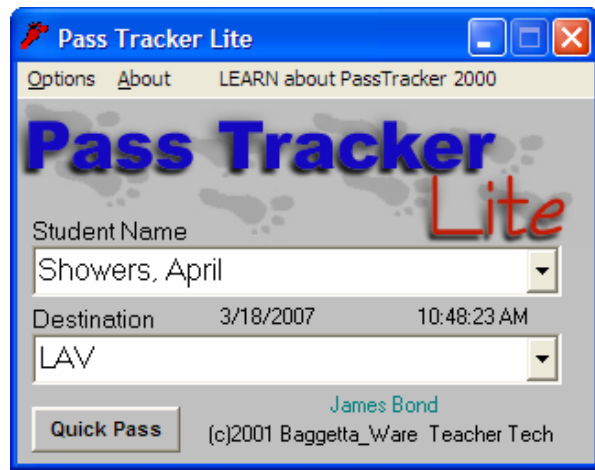 Pass Tracker Lite
Options About LEARN about PassTracker 2000
Pass Tracker
Lite
Student Name
Showers, April
Destination 3/18/2007 10:48:23 AM
LAV
James Bond
Quick Pass (c)2001 Baggetta_Ware Teacher Tech